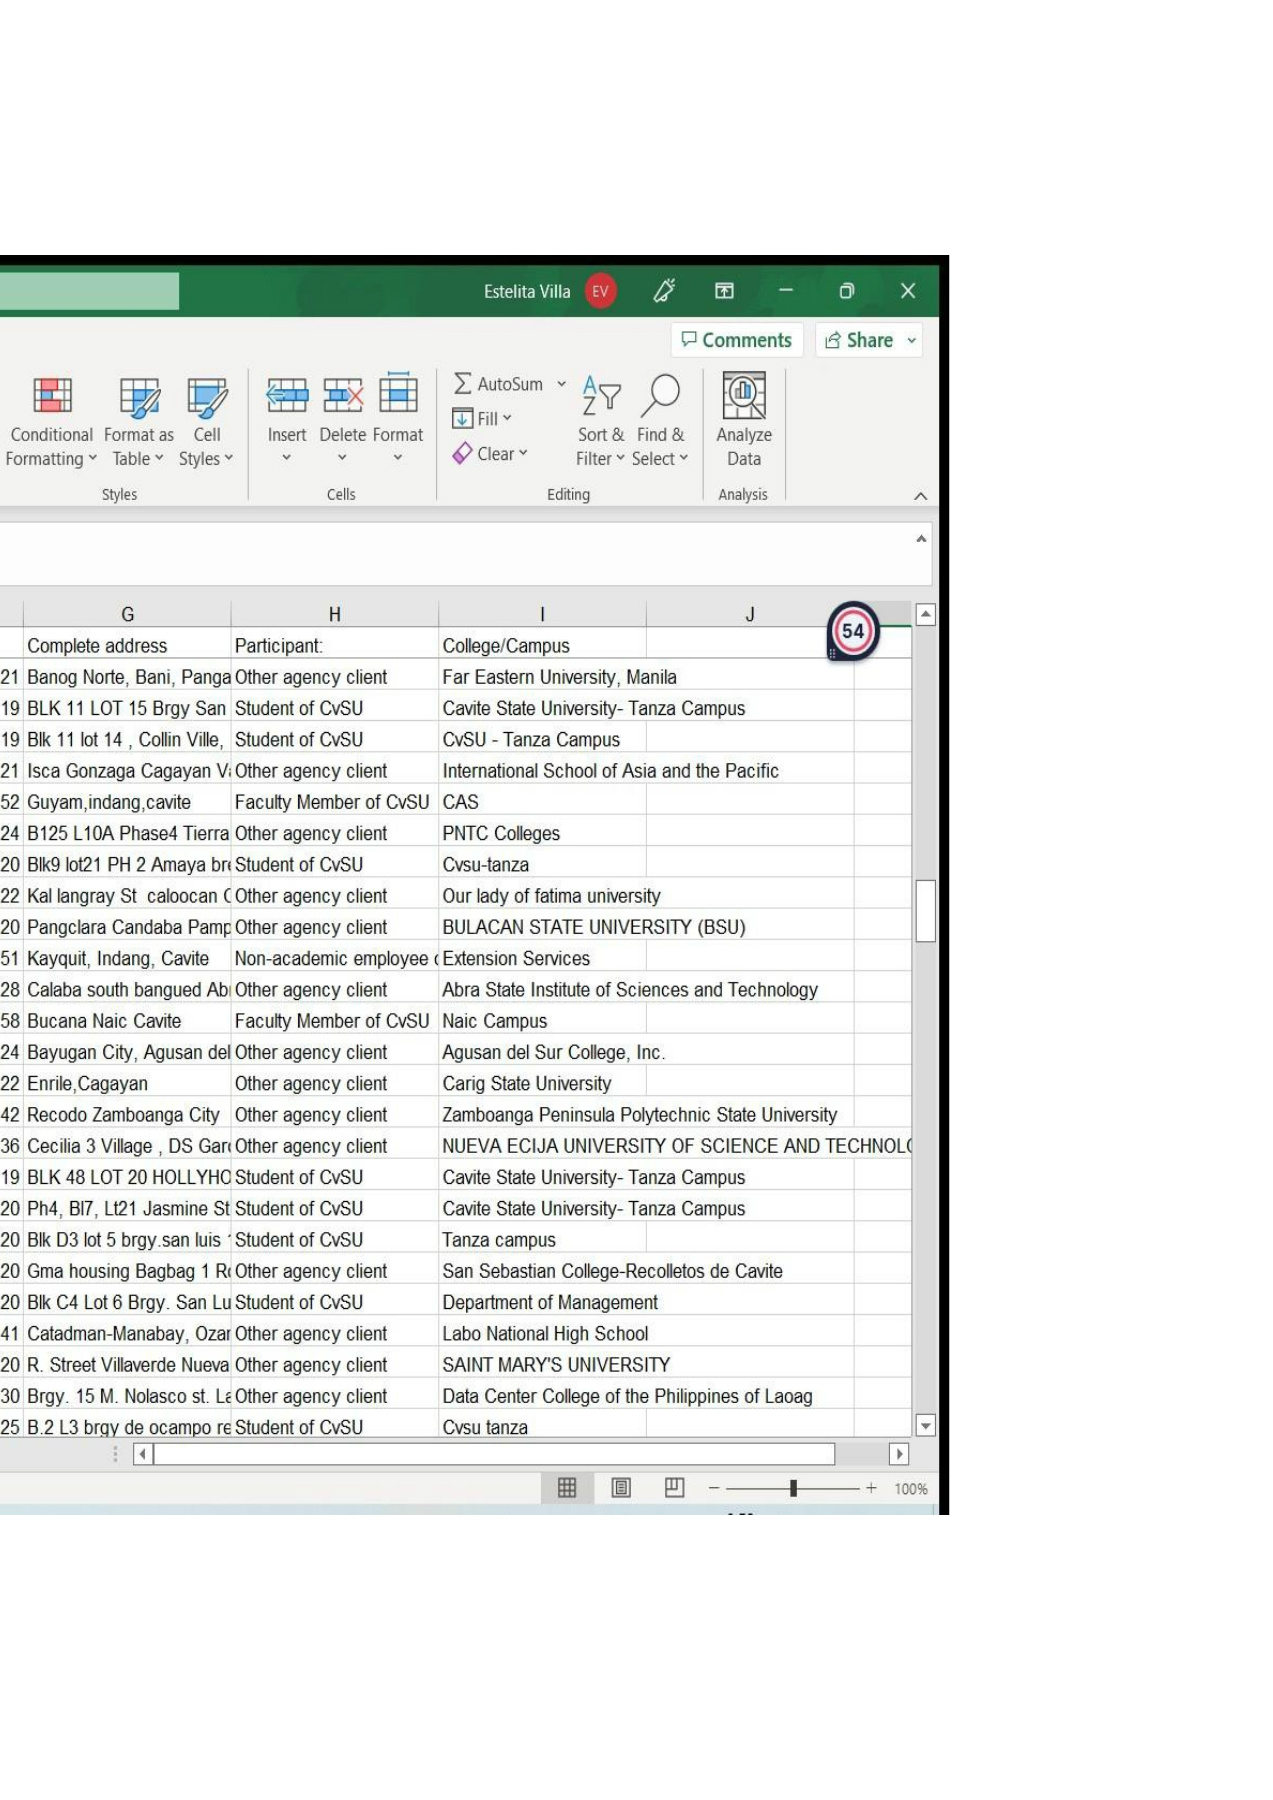 Estelita Villa EV
Comments Share
AutoSum
Fill
Clear
Conditional Format as Cell Insert Delete Format Sort & Find & Analyze
Formatting Table Styles Filter Select Data
Styles Cells Editing Analysis
G H I J
54
Complete address Participant: College/Campus
21 Banog Norte, Bani, Panga Other agency client Far Eastern University, Manila
19 BLK 11 LOT 15 Brgy San Student of CvSU Cavite State University- Tanza Campus
19 Blk 11 lot 14 , Collin Ville, Student of CvSU CvSU - Tanza Campus
21 Isca Gonzaga Cagayan Va Other agency client International School of Asia and the Pacific
52 Guyam,indang,cavite Faculty Member of CvSU CAS
24 B125 L10A Phase4 Tierra Other agency client PNTC Colleges
20 Blk9 lot21 PH 2 Amaya bre Student of CvSU Cvsu-tanza
22 Kal langray St caloocan C Other agency client Our lady of fatima university
20 Pangclara Candaba Pamp Other agency client BULACAN STATE UNIVERSITY (BSU)
51 Kayquit, Indang, Cavite Non-academic employee Extension Services
28 Calaba south bangued Ab Other agency client Abra State Institute of Sciences and Technology
58 Bucana Naic Cavite Faculty Member of CvSU Naic Campus
24 Bayugan City, Agusan del Other agency client Agusan del Sur College, Inc.
22 Enrile,Cagayan Other agency client Carig State University
42 Recodo Zamboanga City Other agency client Zamboanga Peninsula Polytechnic State University
36 Cecilia 3 Village , DS Gar Other agency client NUEVA ECIJA UNIVERSITY OF SCIENCE AND TECHNOLO
19 BLK 48 LOT 20 HOLLYHO Student of CvSU Cavite State University- Tanza Campus
20 Ph4, Bl7, Lt21 Jasmine St Student of CvSU Cavite State University- Tanza Campus
20 Blk D3 lot 5 brgy.san luis Student of CvSU Tanza campus
20 Gma housing Bagbag 1 Ro Other agency client San Sebastian College-Recolletos de Cavite
20 Blk C4 Lot 6 Brgy. San Lu Student of CvSU Department of Management
41 Catadman-Manabay, Ozar Other agency client Labo National High School
20 R. Street Villaverde Nueva Other agency client SAINT MARY'S UNIVERSITY
30 Brgy. 15 M. Nolasco st. La Other agency client Data Center College of the Philippines of Laoag
25 B.2 L3 brgy de ocampo re Student of CvSU Cvsu tanza
100%